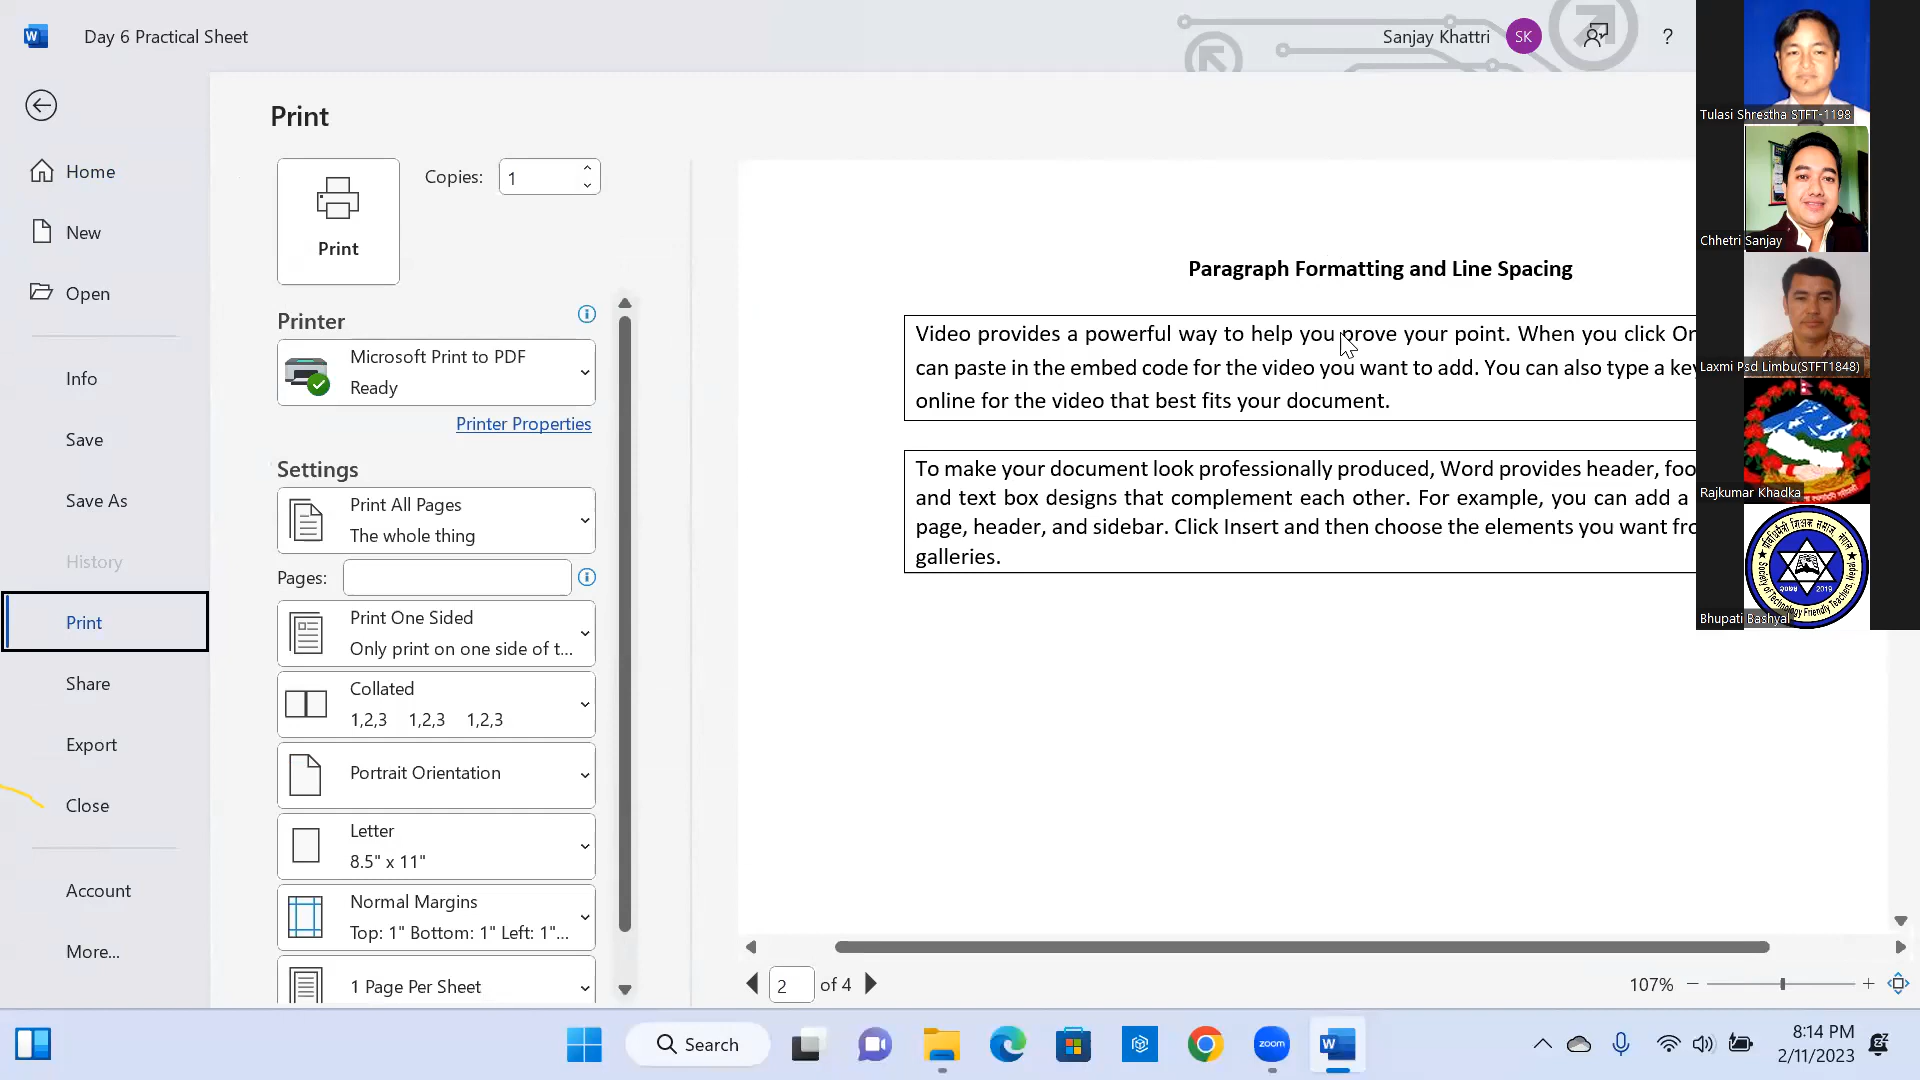 Day 6 Practical Sheet
Sanjay Khattri
SK
?
Home
New
Open
Info
Save
Save As
History
Print
Share
Export
Close
Account
More...
Print
Print
Copies:
1
Printer
Microsoft Print to PDF
Ready
Printer Properties
Settings
Print All Pages
The whole thing
Pages:
Print One Sided
Only print on one side of t...
Collated
1,2,3 1,2,3 1,2,3
Portrait Orientation
Letter
8.5" x 11"
Normal Margins
Top: 1" Bottom: 1" Left: 1"...
1 Page Per Sheet
Paragraph Formatting and Line Spacing
Video provides a powerful way to help you prove your point. When you click On
can paste in the embed code for the video you want to add. You can also type a key
online for the video that best fits your document.
To make your document look professionally produced, Word provides header, foo
and text box designs that complement each other. For example, you can add a
page, header, and sidebar. Click Insert and then choose the elements you want fro
galleries.
2 of 4
107%
Tulasi Shrestha STFT-1198
Chhetri Sanjay
Laxmi Psd Limbu(STFT1848)
Rajkumar Khadka
Society of Technology Friendly Teachers, Nepal
2019
Bhupati Bashyal
Search
zoom
8:14 PM
2/11/2023